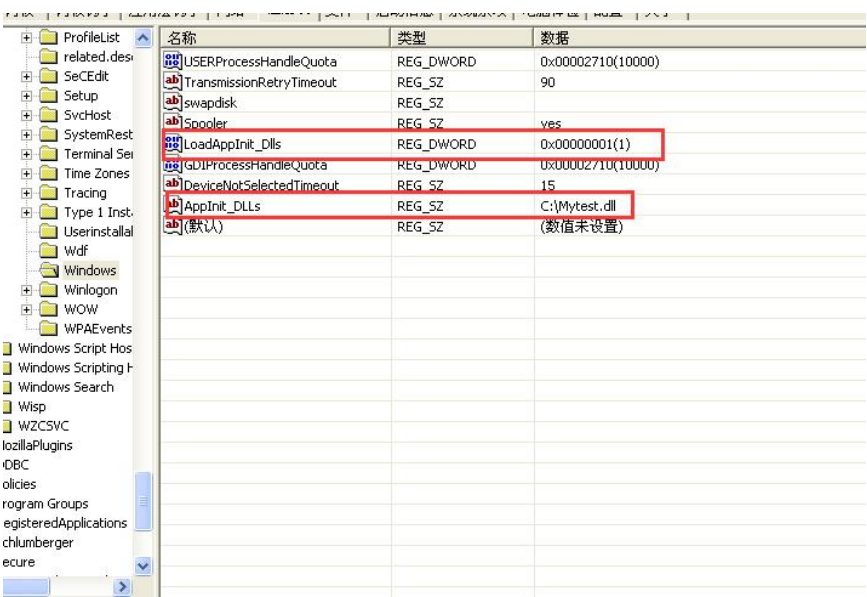 名称 类型 数据
ProfileList
related.des
SeCEdit
Setup
SvcHost
SystemRest
Terminal Ser
Time Zones
Tracing
Type 1 Inst
Userinstallal
Wdf
Windows
Winlogon
WOW
WPAEvents
Windows Script Hos
Windows Scripting H
Windows Search
Wisp
WZCSVC
lozillaPlugins
DBC
olicies
rogram Groups
egisteredApplications
chlumberger
ecure
USERProcessHandleQuota REG_DWORD 0x00002710(10000)
TransmissionRetryTimeout REG_SZ 90
swapdisk REG_SZ
Spooler REG_SZ yes
LoadAppInit_Dlls REG_DWORD 0x00000001(1)
GDIProcessHandleQuota REG_DWORD 0x00002710(10000)
DeviceNotSelectedTimeout REG_SZ 15
AppInit_DLLs REG_SZ C:\Mytest.dll
(默认) REG_SZ (数值未设置)